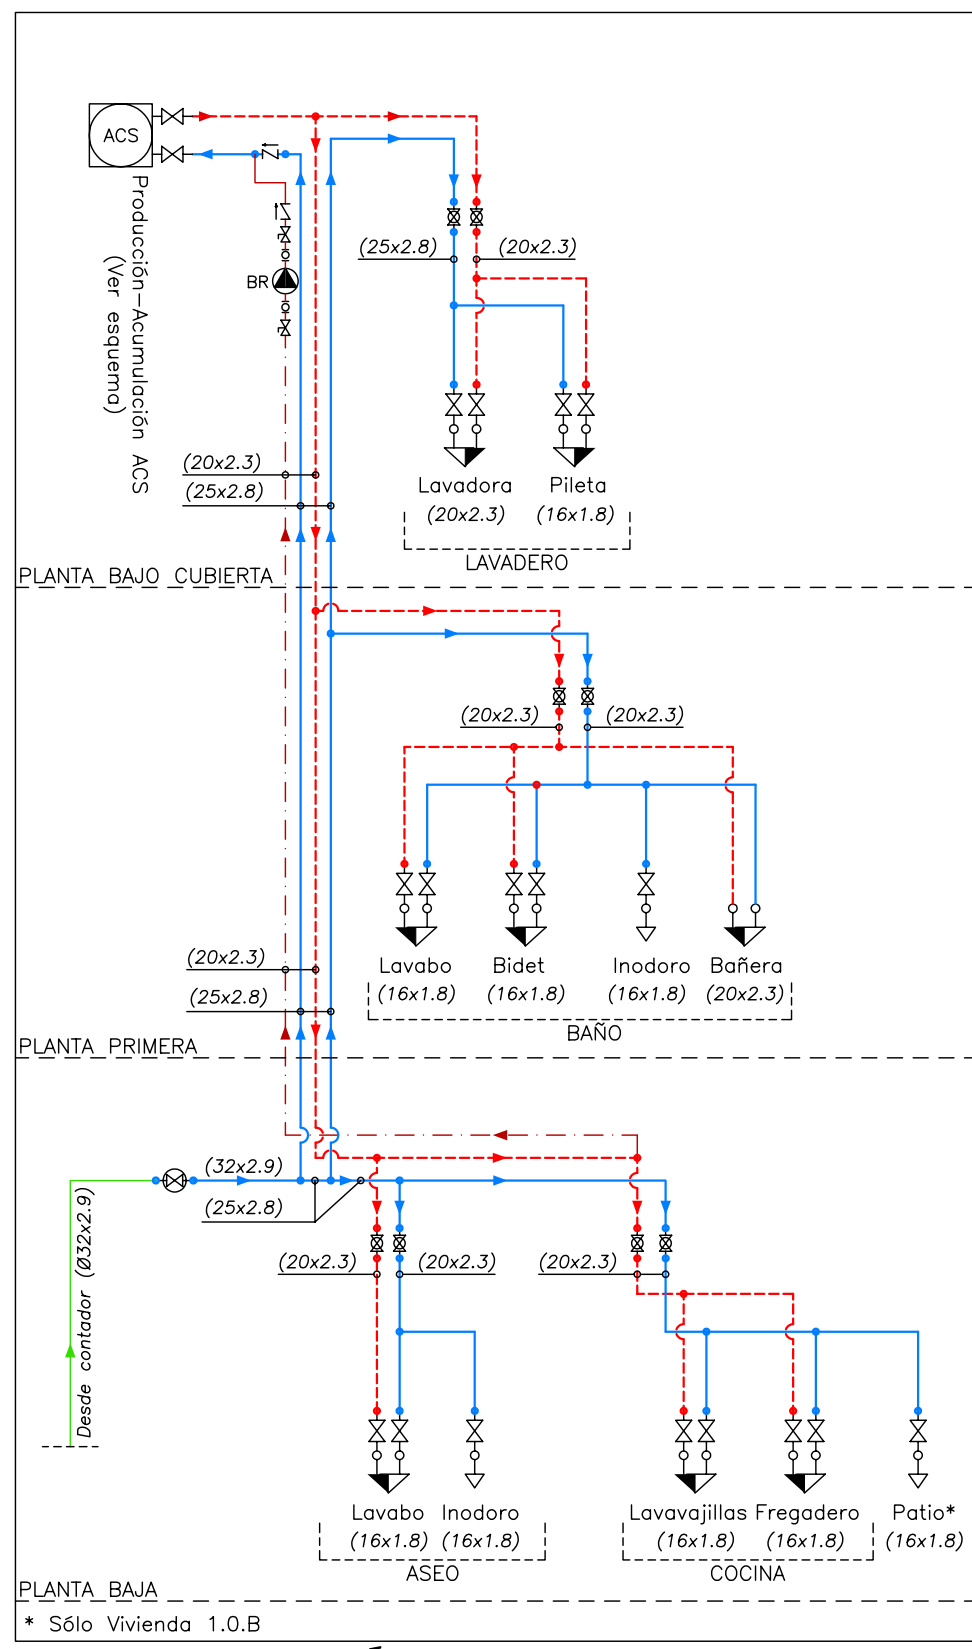 ACS
Producción-Acumulación ACS
(Ver esquema)
BR
(25x2.8)
(20x2.3)
(20x2.3)
(25x2.8)
Lavadora
(20x2.3)
Pileta
(16x1.8)
LAVADERO
PLANTA BAJO CUBIERTA
(20x2.3)
(20x2.3)
Lavabo
(16x1.8)
Bidet
(16x1.8)
Inodoro
(16x1.8)
Bañera
(20x2.3)
BAÑO
(20x2.3)
(25x2.8)
PLANTA PRIMERA
(32x2.9)
(25x2.8)
Desde contador (Ø32x2.9)
(20x2.3)
(20x2.3)
(20x2.3)
Lavabo
(16x1.8)
Inodoro
(16x1.8)
ASEO
Lavavajillas
(16x1.8)
Fregadero
(16x1.8)
COCINA
Patio*
(16x1.8)
PLANTA BAJA
* Sólo Vivienda 1.0.B